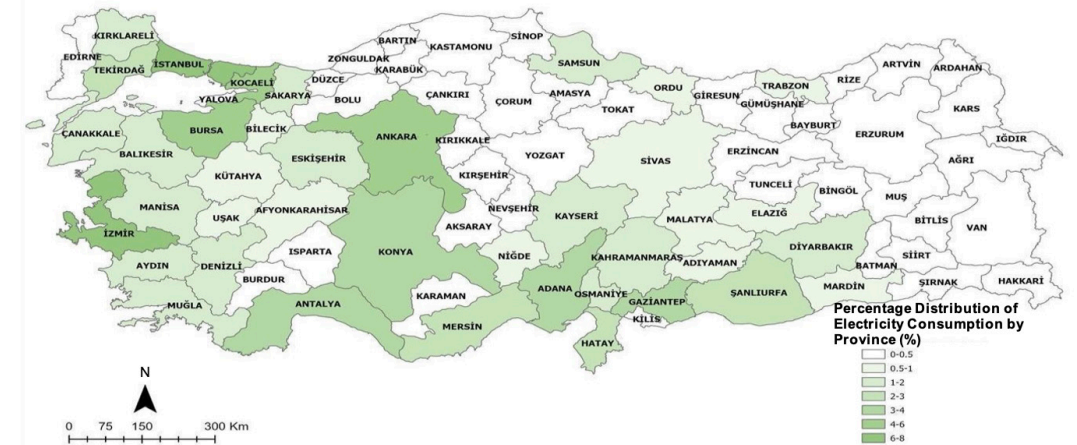 KIRKLARELİ
EDİRNE
TEKİRDAĞ
İSTANBUL
KOCAELİ
YALOVA
SAKARYA
DÜZCE
ZONGULDAK
BARTIN
KARABÜK
KASTAMONU
SİNOP
BOLU
ÇANKIRI
SAMSUN
AMASYA
ÇORUM
TOKAT
ORDU
GİRESUN
TRABZON
GÜMÜŞHANE
BAYBURT
RİZE
ARTVİN
ARDAHAN
KARS
IĞDIR
ERZURUM
AĞRI
ÇANAKKALE
BALIKESİR
BURSA
BİLECİK
ESKİŞEHİR
ANKARA
KIRIKKALE
YOZGAT
SİVAS
ERZİNCAN
TUNCELİ
BİNGÖL
MUŞ
BİTLİS
VAN
KÜTAHYA
KIRŞEHİR
NEVŞEHİR
KAYSERİ
MALATYA
ELAZIĞ
MANİSA
UŞAK
AFYONKARAHİSAR
AKSARAY
İZMİR
ISPARTA
KONYA
NİĞDE
KAHRAMANMARAŞ
ADIYAMAN
DİYARBAKIR
BATMAN
SİİRT
AYDIN
DENİZLİ
BURDUR
ŞIRNAK
HAKKARİ
MARDİN
ŞANLIURFA
MUĞLA
ANTALYA
KARAMAN
MERSİN
ADANA
OSMANİYE
GAZİANTEP
KİLİS
HATAY
Percentage Distribution of
Electricity Consumption by
Province (%)
0-0.5
0.5-1
1-2
2-3
3-4
4-6
6-8
N
0 75 150 300 Km